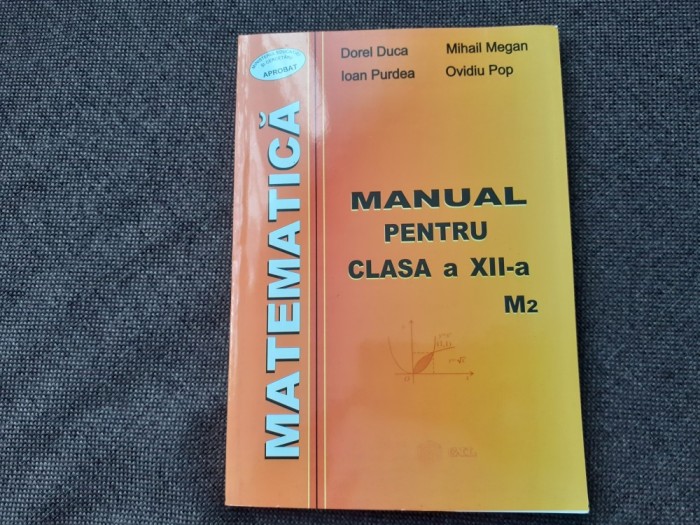 APROBAT
MATEMATICĂ
Dorel Duca
Mihail Megan
Ioan Purdea
Ovidiu Pop
MANUAL
PENTRU
CLASA a XII-a
M2